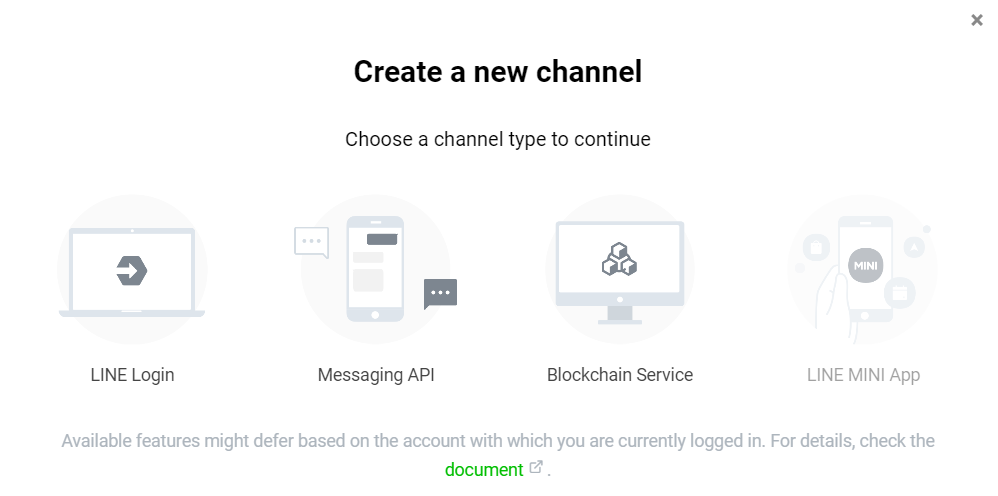 Create a new channel
Choose a channel type to continue
MINI
LINE Login
Messaging API
Blockchain Service
LINE MINI App
Available features might defer based on the account with which you are currently logged in. For details, check the
document .